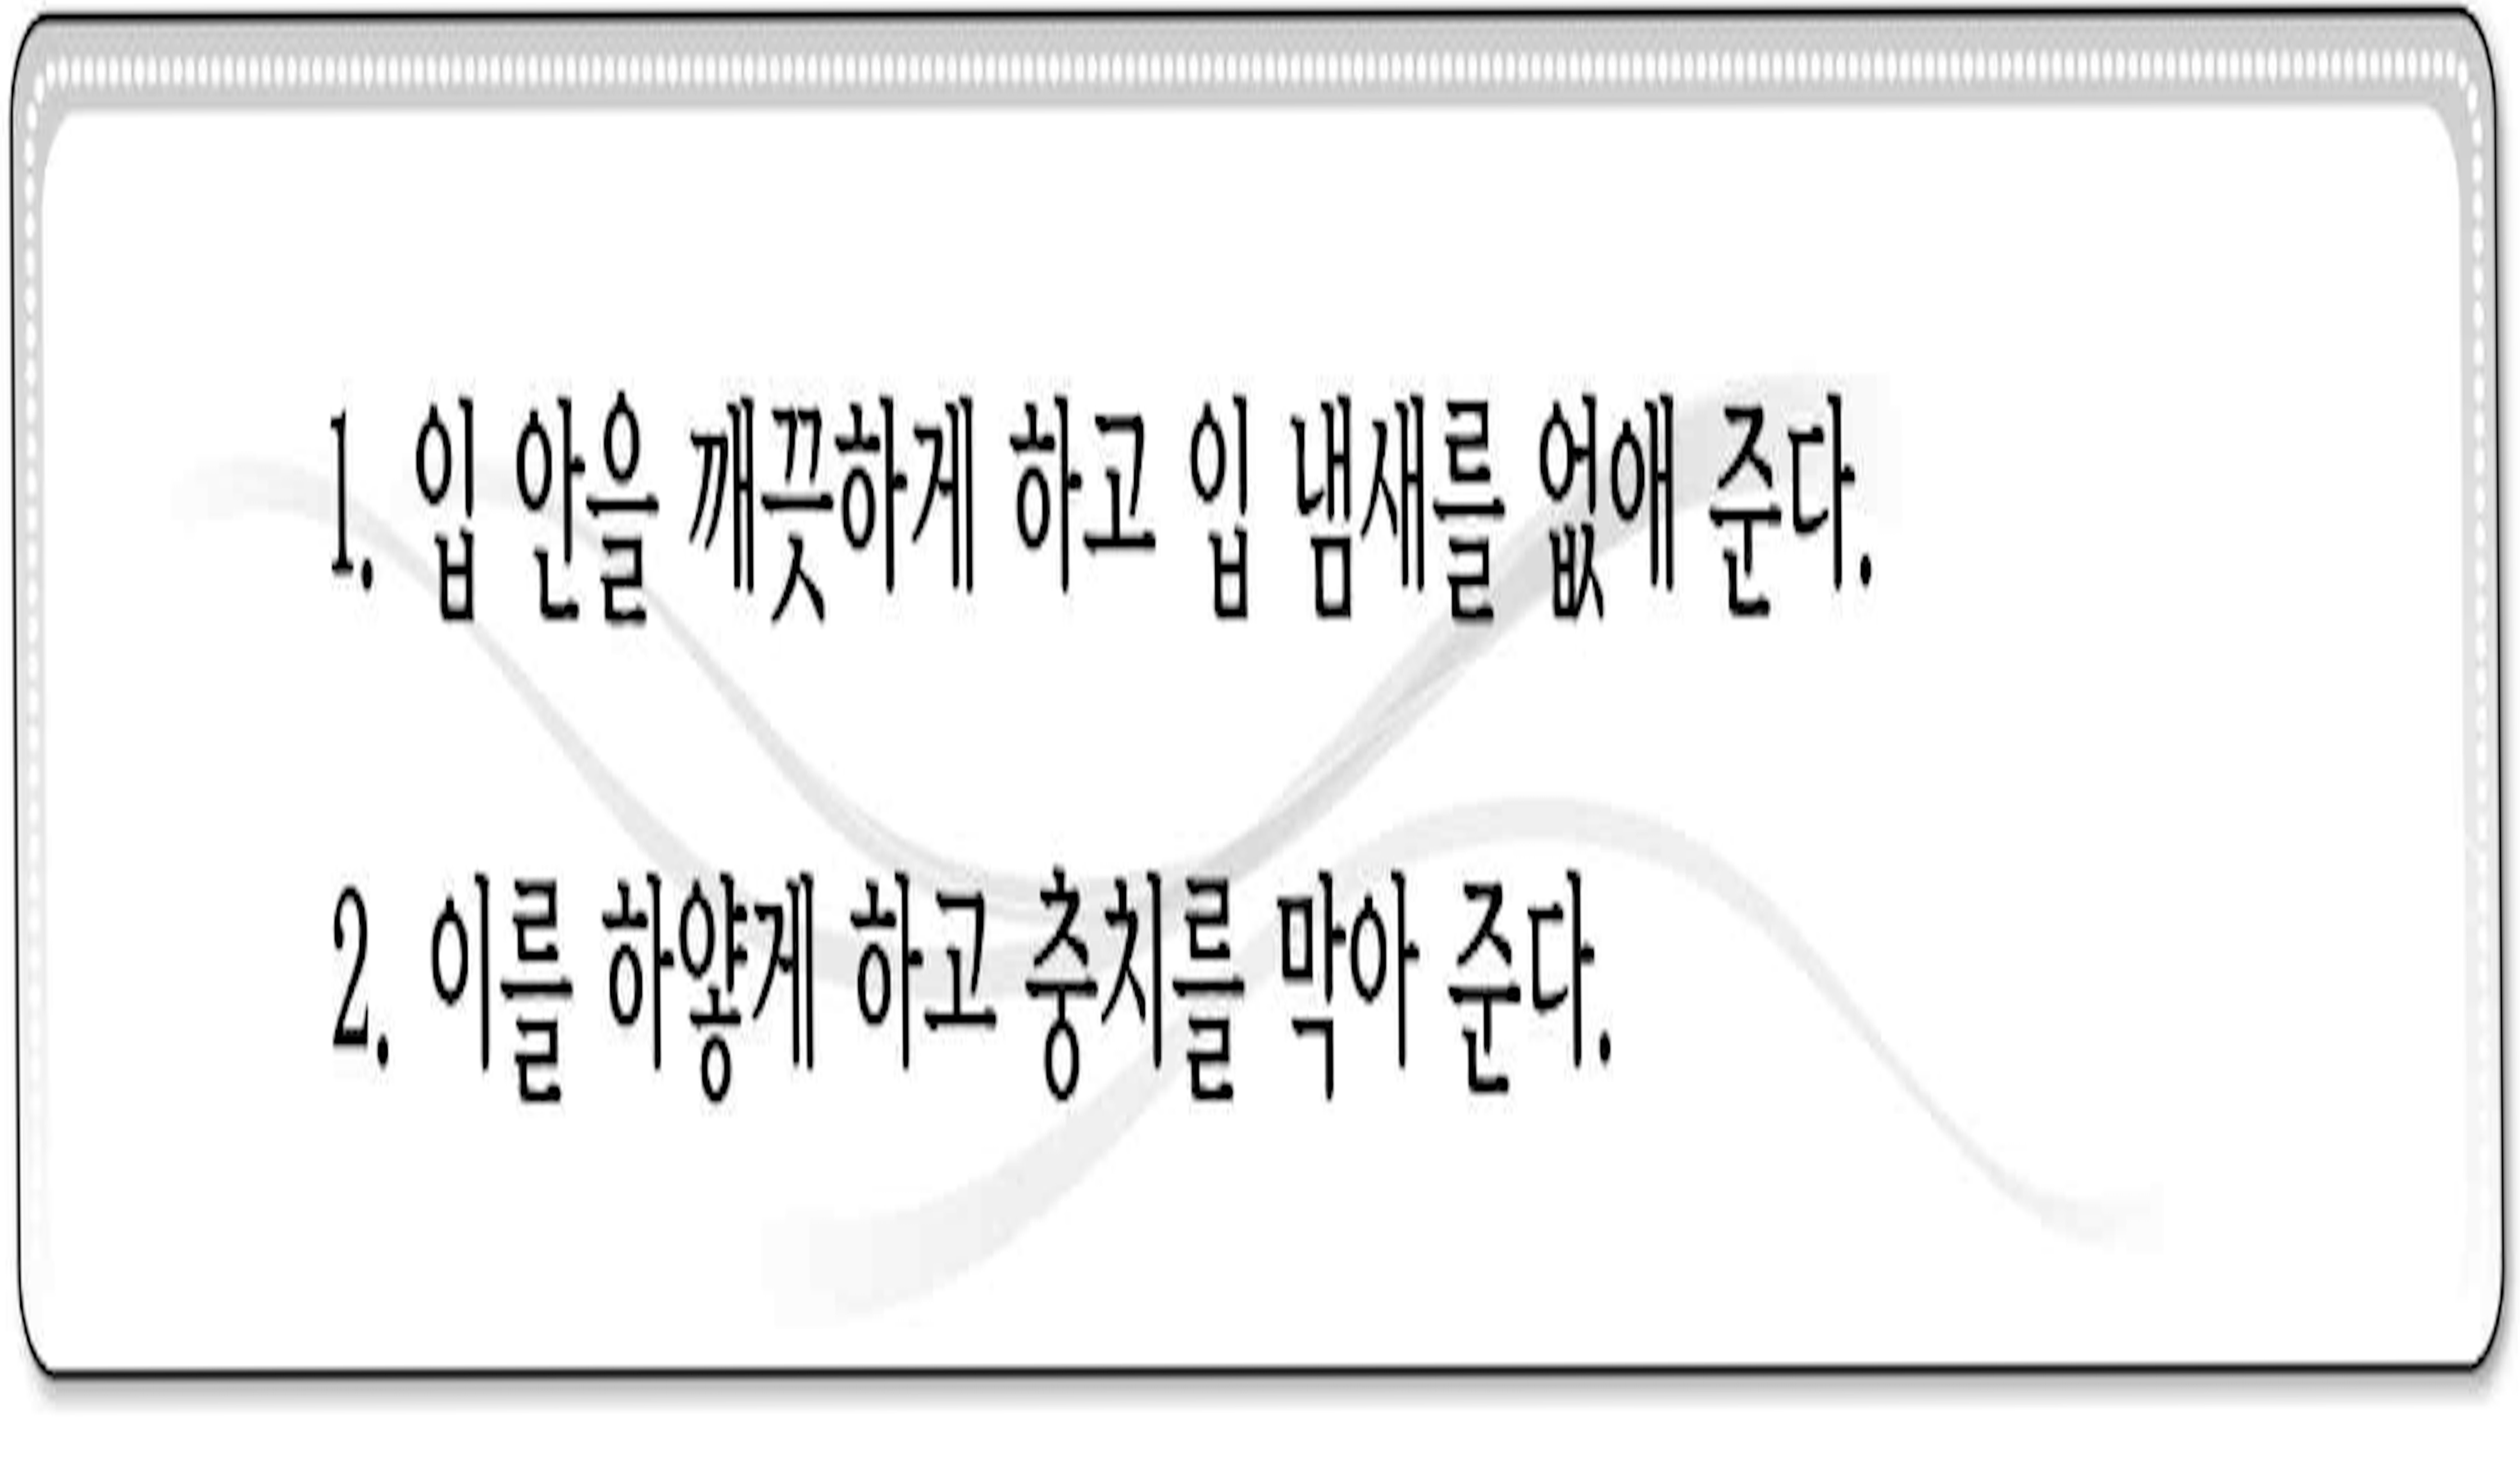 1. 입 안을 깨끗하게 하고 입 냄새를 없애 준다.
2. 이를 하얗게 하고 충치를 막아 준다.